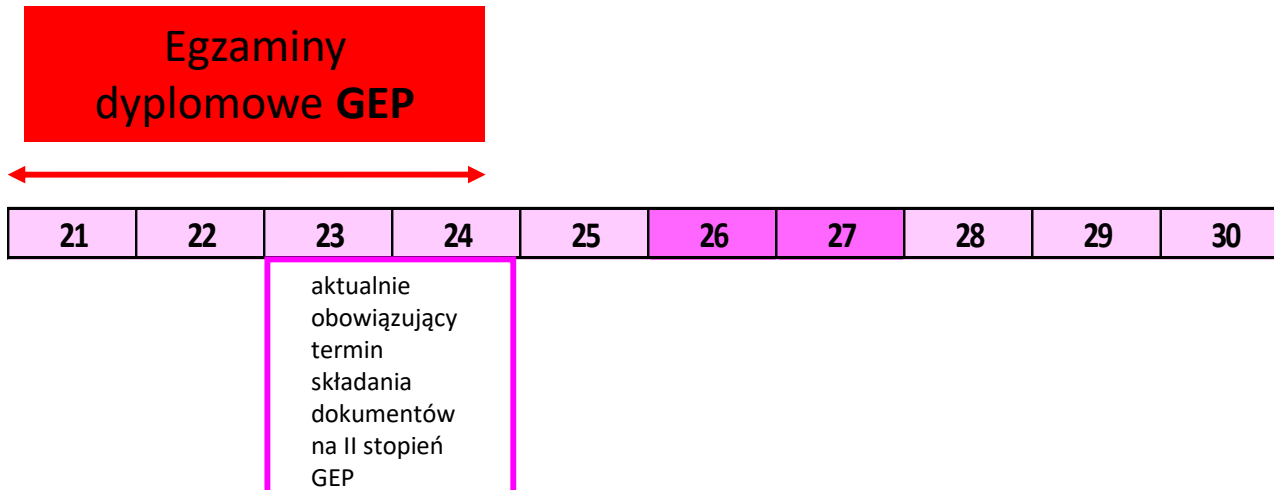 Egzaminy
dyplomowe GEP
21 22 23 24 25 26 27 28 29 30
aktualnie
obowiązujący
termin
składania
dokumentów
na II stopień
GEP